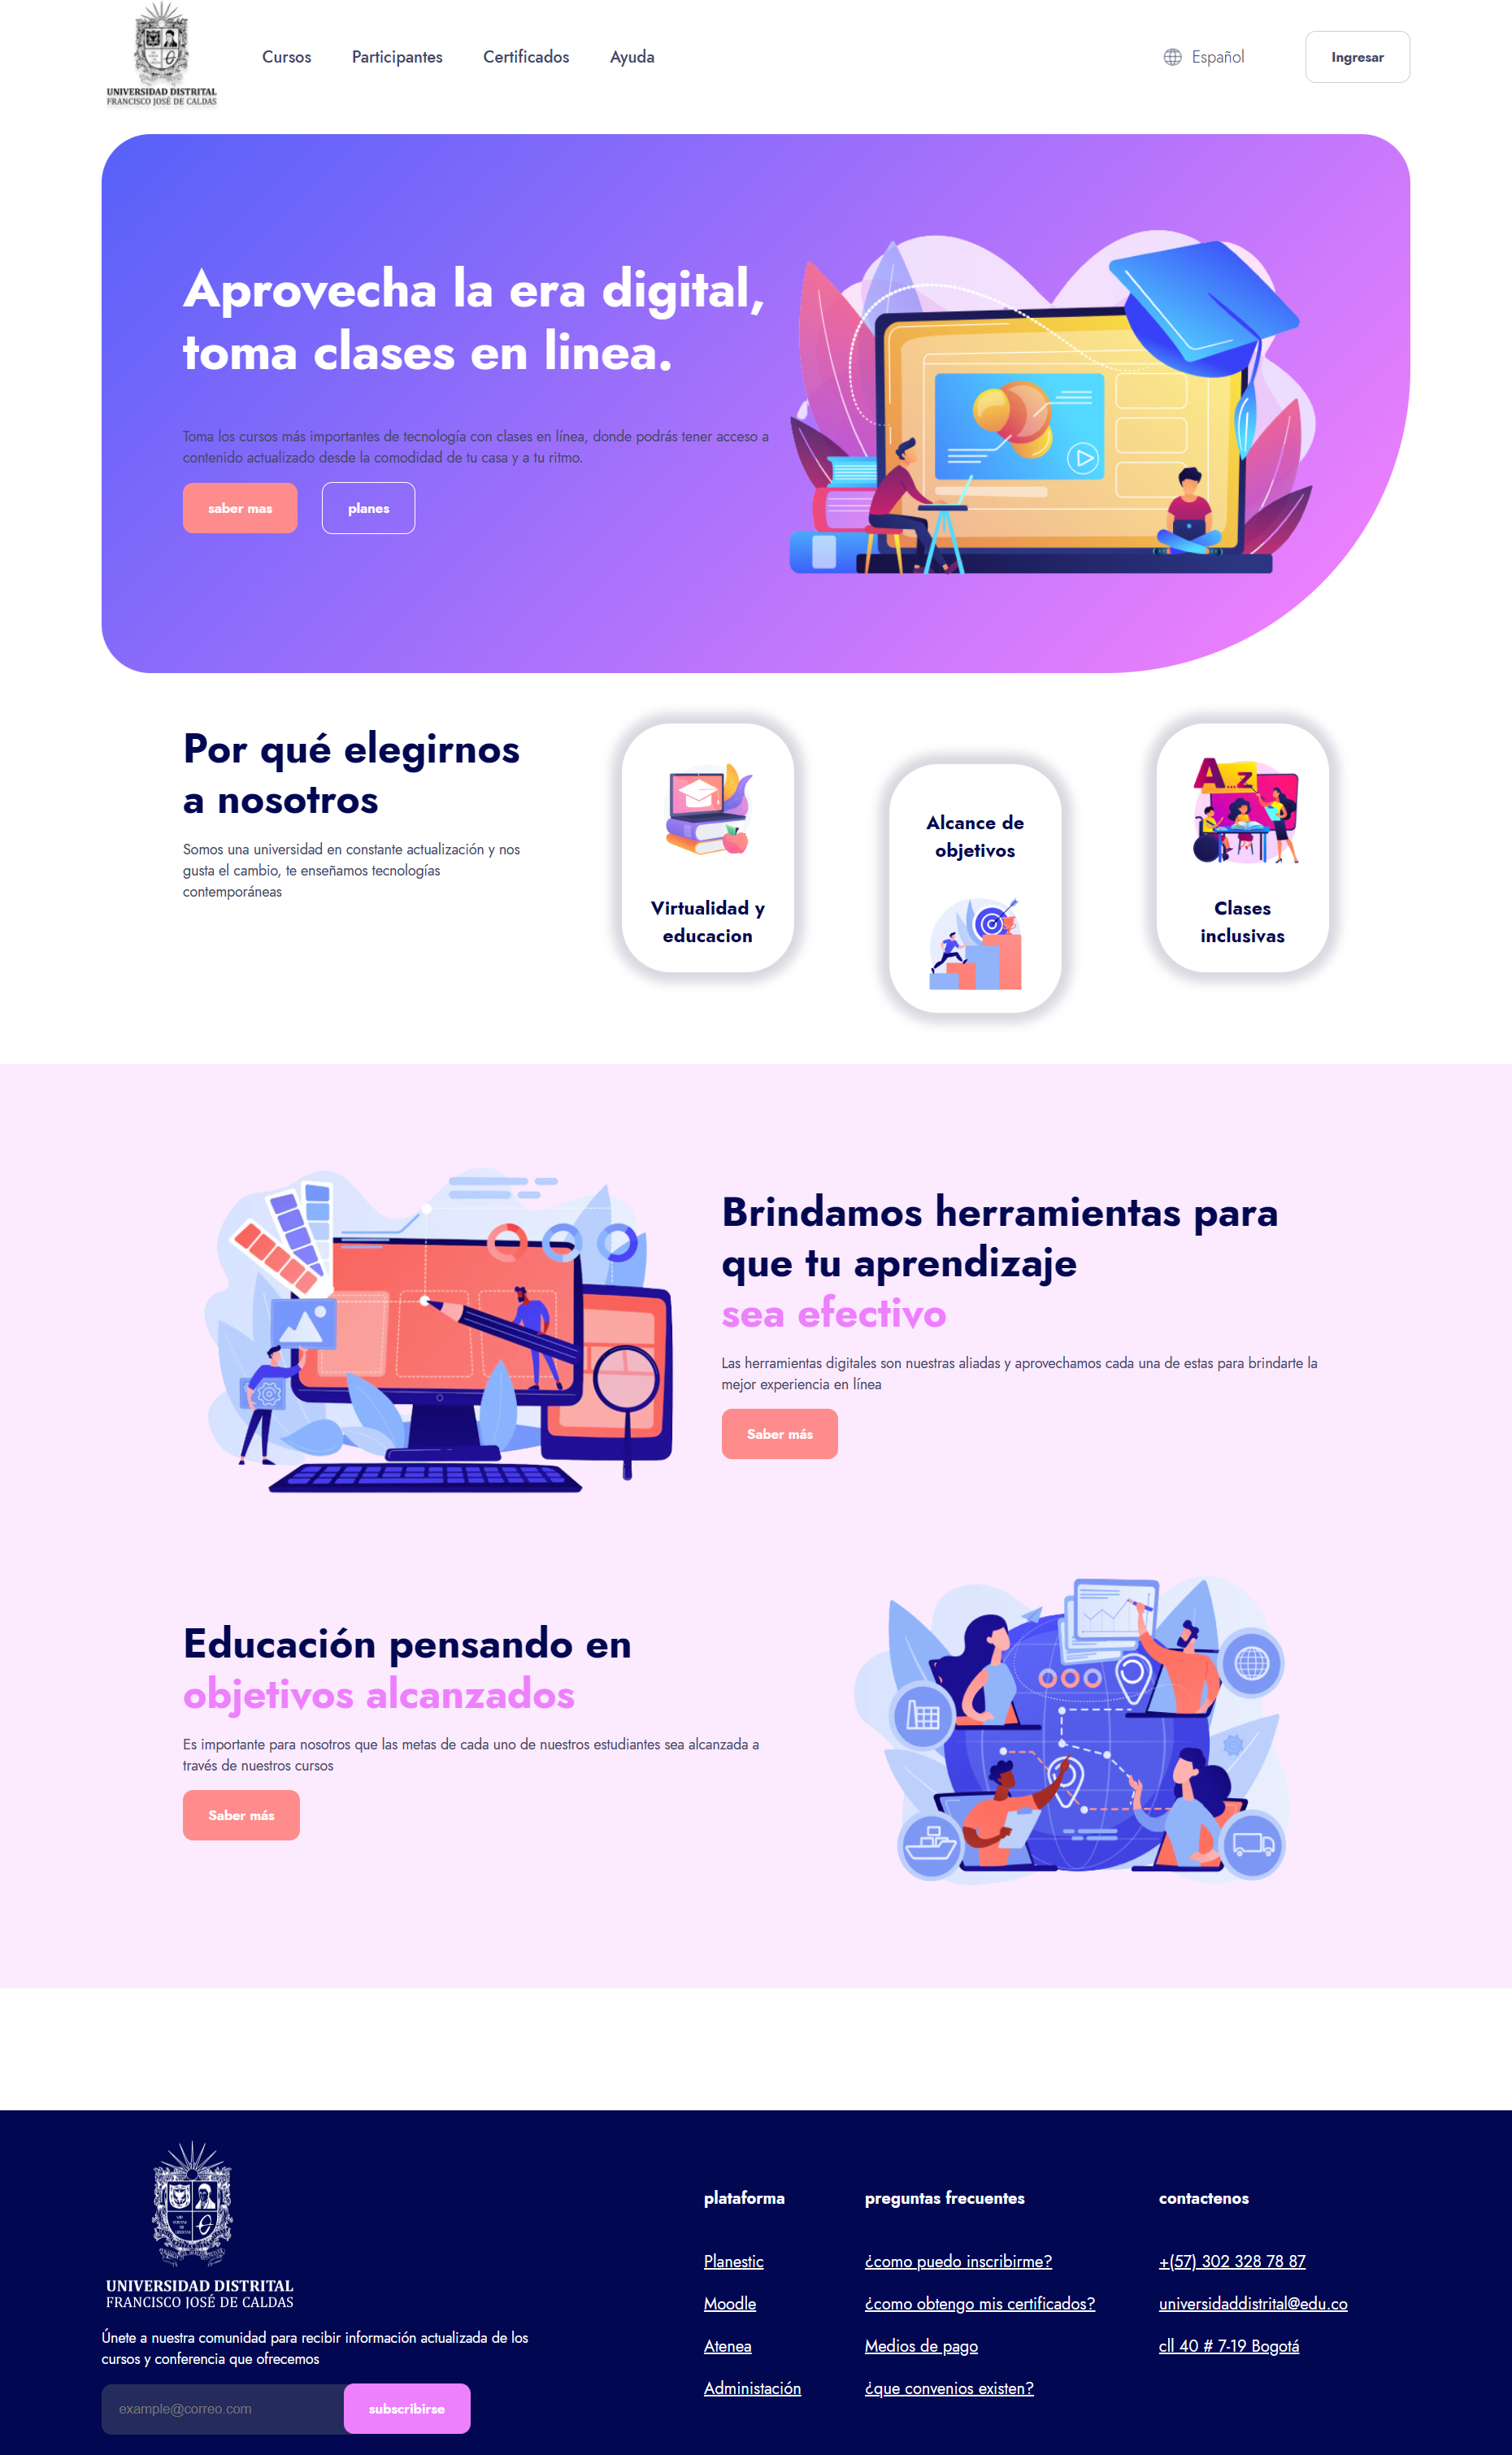 UNIVERSIDAD DISTRITAL
FRANCISCO JOSÉ DE CALDAS
Cursos
Participantes
Certificados
Ayuda
Español
Ingresar
Aprovecha la era digital,
toma clases en linea.
Toma los cursos más importantes de tecnología con clases en línea, donde podrás tener acceso a
contenido actualizado desde la comodidad de tu casa y a tu ritmo.
saber mas
planes
Por qué elegirnos
a nosotros
Somos una universidad en constante actualización y nos
gusta el cambio, te enseñamos tecnologías
contemporáneas
Virtualidad y
educacion
Alcance de
objetivos
A...z
Clases
inclusivas
Brindamos herramientas para
que tu aprendizaje
sea efectivo
Las herramientas digitales son nuestras aliadas y aprovechamos cada una de estas para brindarte la
mejor experiencia en línea
Saber más
Educación pensando en
objetivos alcanzados
Es importante para nosotros que las metas de cada uno de nuestros estudiantes sea alcanzada a
través de nuestros cursos
Saber más
UNIVERSIDAD DISTRITAL
FRANCISCO JOSÉ DE CALDAS
Únete a nuestra comunidad para recibir información actualizada de los
cursos y conferencia que ofrecemos
example@correo.com
subscribirse
plataforma
Planestic
Moodle
Atenea
Administación
preguntas frecuentes
¿como puedo inscribirme?
¿como obtengo mis certificados?
Medios de pago
¿que convenios existen?
contactenos
+(57) 302 328 78 87
universidaddistrital@edu.co
cll 40 # 7-19 Bogotá